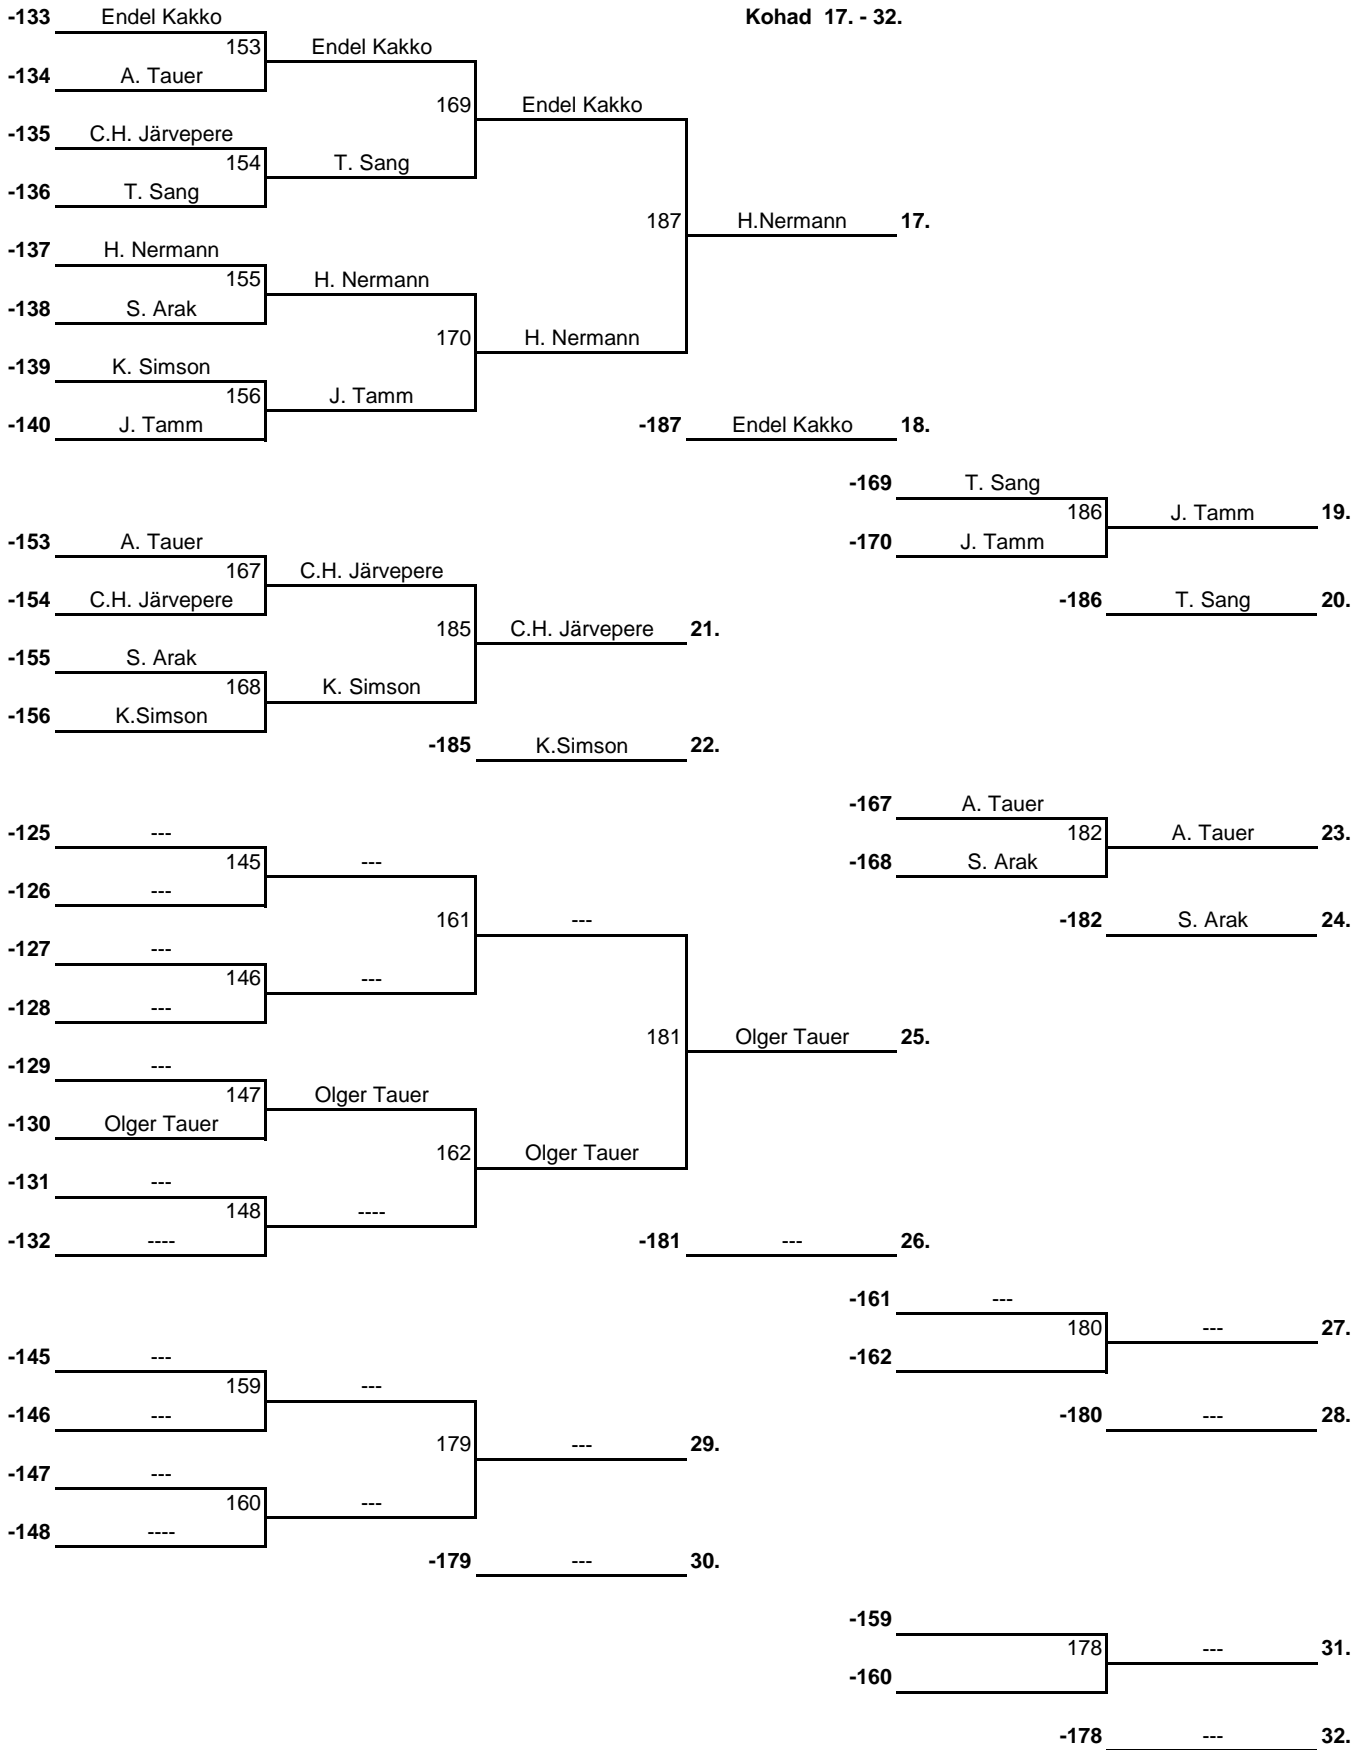 -133 Endel Kakko Kohad 17. - 32.
153 Endel Kakko
-134 A. Tauer
169 Endel Kakko
-135 C.H. Järvepere
154 T. Sang
-136 T. Sang
187 H.Nermann 17.
-137 H. Nermann
155 H. Nermann
-138 S. Arak
170 H. Nermann
-139 K. Simson
156 J. Tamm
-140 J. Tamm -187 Endel Kakko 18.
-169 T. Sang
186 J. Tamm 19.
-153 A. Tauer -170 J. Tamm
167 C.H. Järvepere
-154 C.H. Järvepere -186 T. Sang 20.
185 C.H. Järvepere 21.
-155 S. Arak
168 K. Simson
-156 K.Simson
-185 K.Simson 22.
-167 A. Tauer
-125 --- 182 A. Tauer 23.
145 --- -168 S. Arak
-126 ---
161 --- -182 S. Arak 24.
-127 ---
146 ---
-128 ---
181 Olger Tauer 25.
-129 ---
147 Olger Tauer
-130 Olger Tauer
162 Olger Tauer
-131 ---
148 ----
-132 ---- -181 --- 26.
-161 ---
180 --- 27.
-145 --- -162
159 ---
-146 --- -180 --- 28.
179 --- 29.
-147 ---
160 ---
-148 ----
-179 --- 30.
-159
178 --- 31.
-160
-178 --- 32.